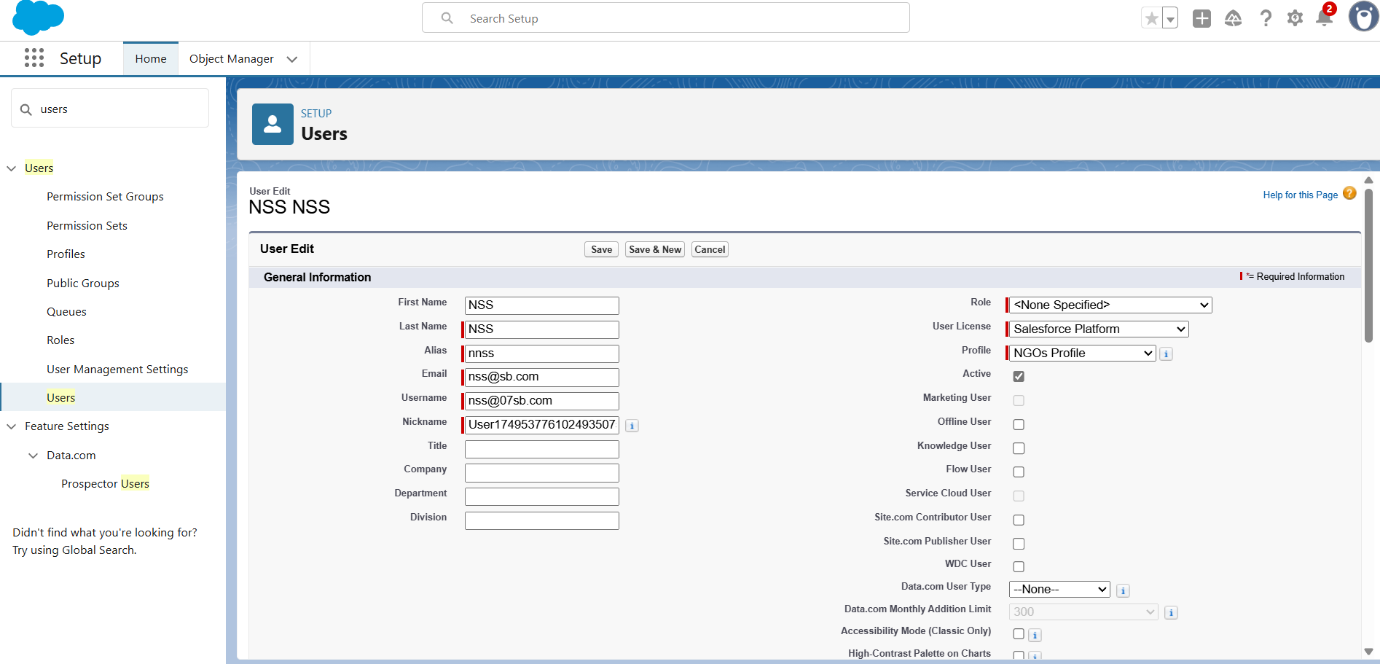 Search Setup
2
Setup
Home
Object Manager
users
Users
Permission Set Groups
Permission Sets
Profiles
Public Groups
Queues
Roles
User Management Settings
Users
Feature Settings
Data.com
Prospector Users
Didn't find what you're looking for?
Try using Global Search.
SETUP
Users
User Edit
NSS NSS
Help for this Page ?
User Edit
Save
Save & New
Cancel
General Information
= Required Information
First Name NSS
Last Name NSS
Alias nnss
Email nss@sb.com
Username nss@07sb.com
Nickname User174953776102493507 i
Title
Company
Department
Division
Role <None Specified>
User License Salesforce Platform
Profile NGOs Profile i
Active
Marketing User
Offline User
Knowledge User
Flow User
Service Cloud User
Site.com Contributor User
Site.com Publisher User
WDC User
Data.com User Type --None-- i
Data.com Monthly Addition Limit 300 i
Accessibility Mode (Classic Only) i
High-Contrast Palette on Charts i